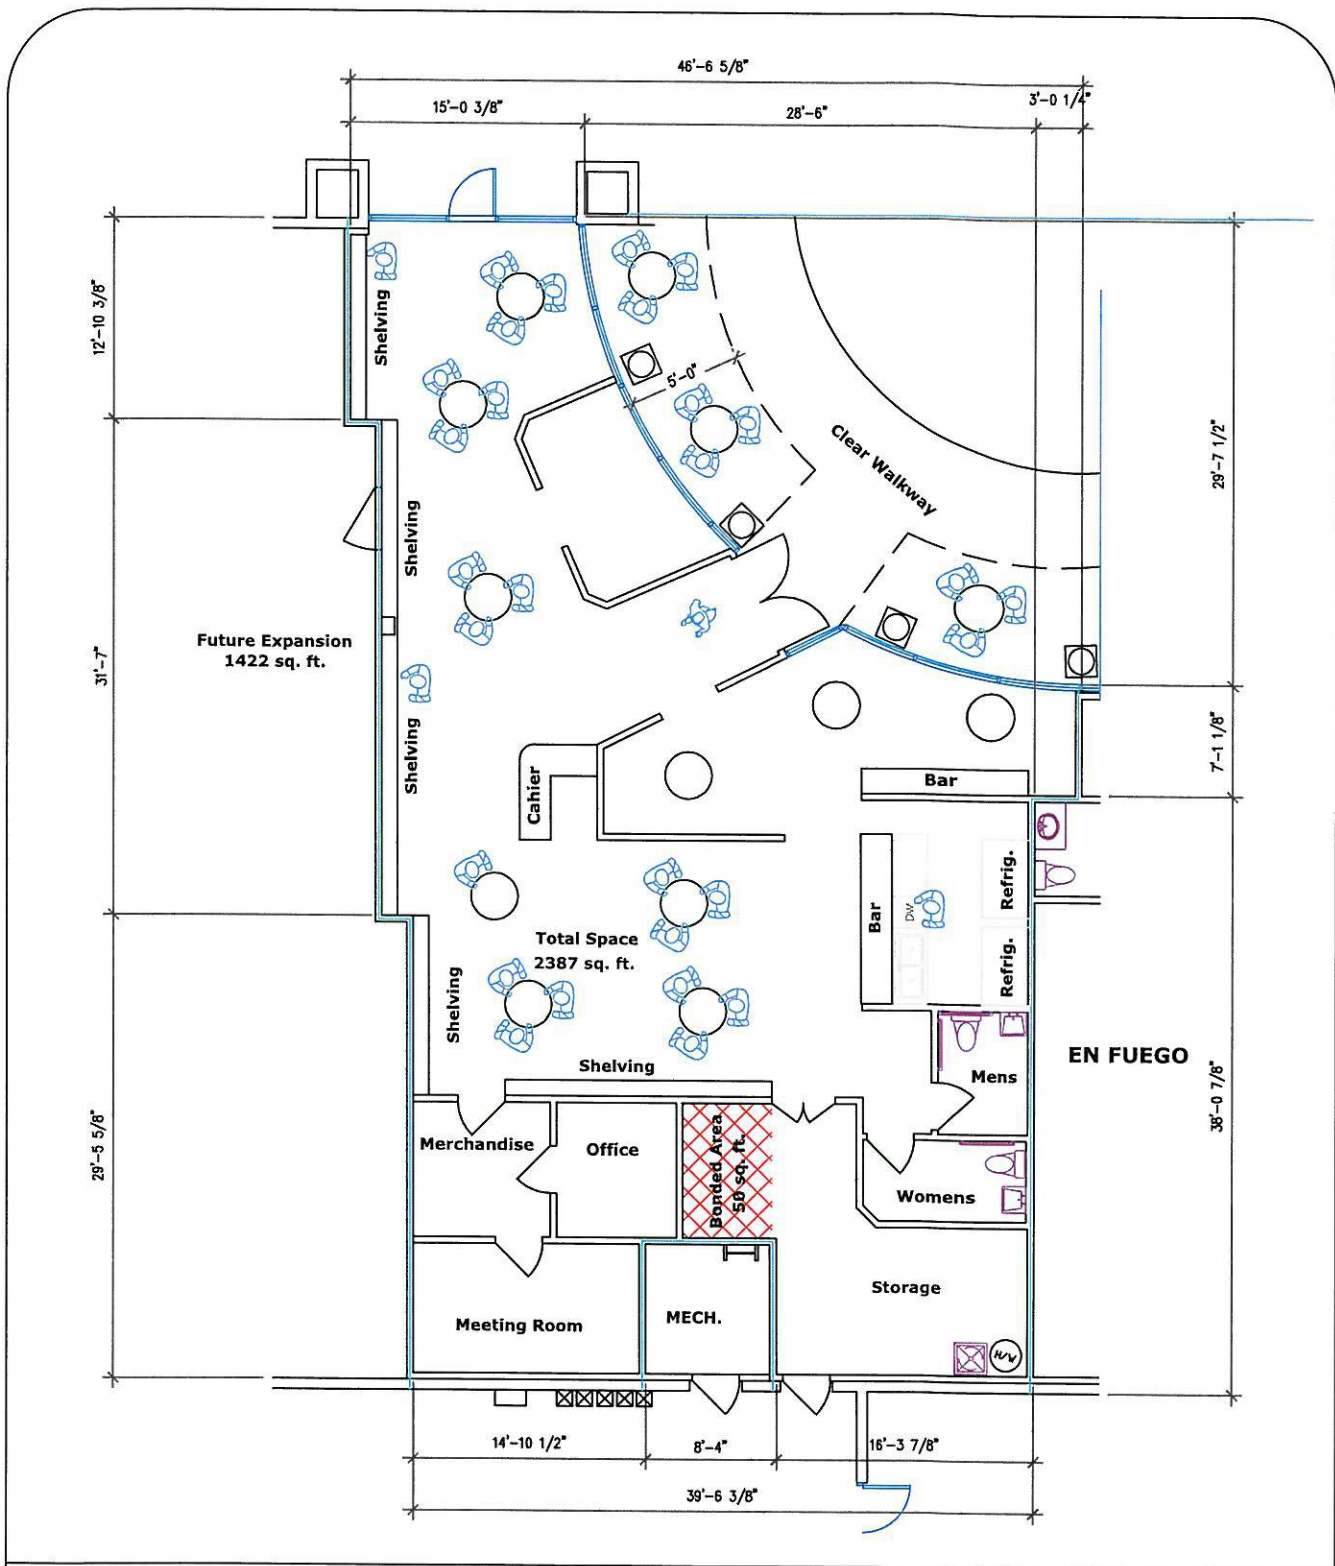 46'-6 5/8"
15'-0 3/8"
28'-6"
3'-0 1/4"
12'-10 3/8"
Shelving
5'-0"
Clear Walkway
29'-7 1/2"
Shelving
Future Expansion
1422 sq. ft.
31'-7"
Shelving
7'-1 1/8"
Cahier
Bar
Refrig.
Bar
DW
Total Space
2387 sq. ft.
Refrig.
Shelving
EN FUEGO
Shelving
Mens
38'-0 7/8"
29'-5 5/8"
Merchandise
Office
Bonded Area
50 sq. ft.
Womens
Storage
Meeting Room
MECH.
H/W
14'-10 1/2"
8'-4"
16'-3 7/8"
39'-6 3/8"